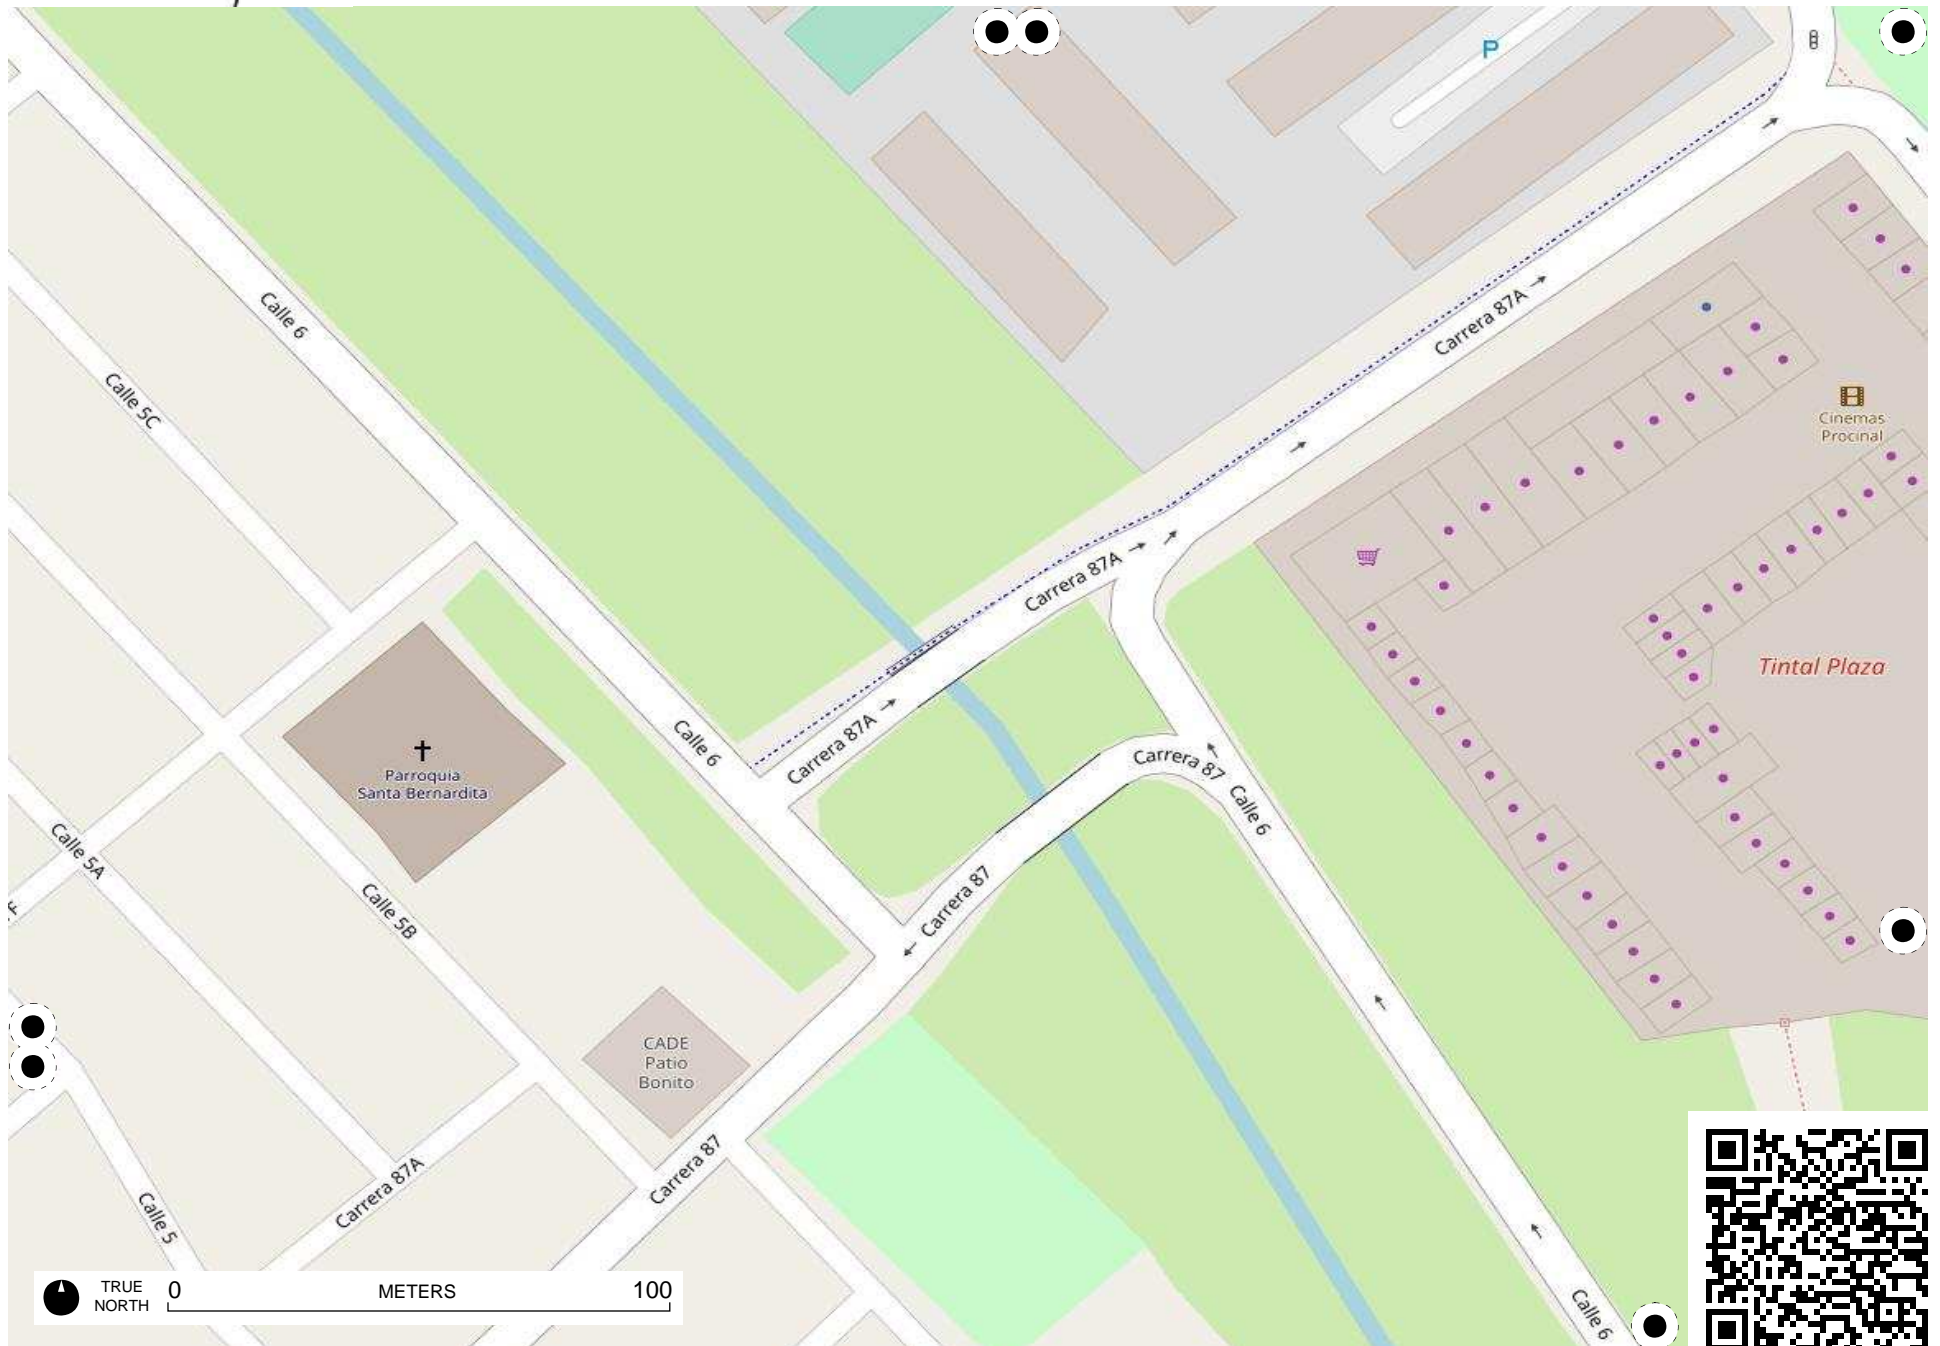 P
Calle 6
Carrera 87A
Calle 5C
Cinemas
Procinal
Carrera 87A
Tintal Plaza
Calle 6
Carrera 87A
Carrera 87
Parroquia
Santa Bernardita
Calle 6
Calle 5A
Carrera 87
Calle 5B
CADE
Patio
Bonito
Carrera 87
Carrera 87A
Calle 5
TRUE
NORTH
0 METERS 100
Calle 6